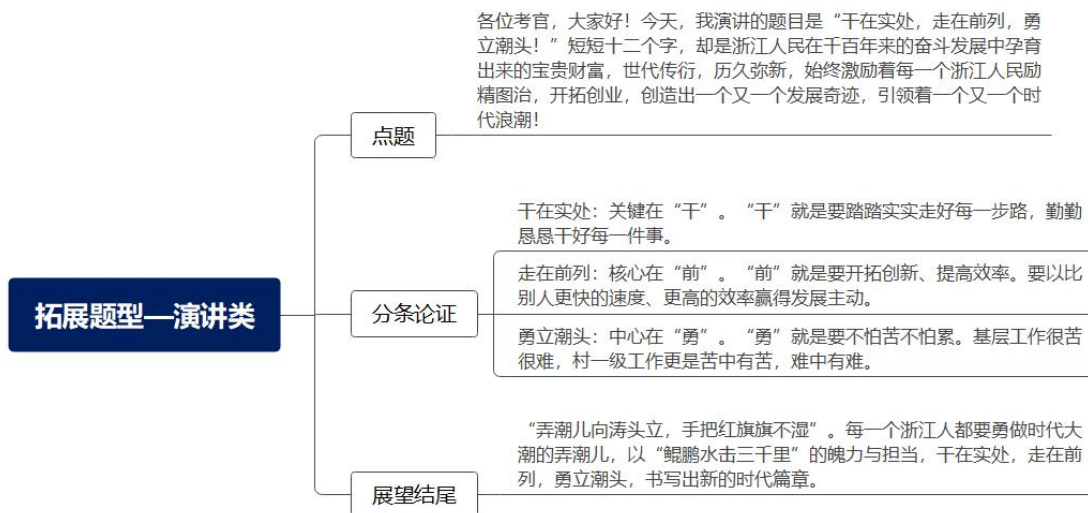 各位考官，大家好！今天，我演讲的题目是“干在实处，走在前列，勇
立潮头！”短短十二个字，却是浙江人民在千百年来的奋斗发展中孕育
出来的宝贵财富，世代传衍，历久弥新，始终激励着每一个浙江人民励
精图治，开拓创业，创造出一个又一个发展奇迹，引领着一个又一个时
代浪潮！
点题
干在实处：关键在“干”。“干”就是要踏踏实实走好每一步路，勤勤
恳恳干好每一件事。
走在前列：核心在“前”。“前”就是要开拓创新、提高效率。要以比
别人更快的速度、更高的效率赢得发展主动。
拓展题型—演讲类
分条论证
勇立潮头：中心在“勇”。“勇”就是要不怕苦不怕累。基层工作很苦
很难，村一级工作更是苦中有苦，难中有难。
“弄潮儿向涛头立，手把红旗旗不湿”。每一个浙江人都要勇做时代大
潮的弄潮儿，以“鲲鹏水击三千里”的魄力与担当，干在实处，走在前
列，勇立潮头，书写出新的时代篇章。
展望结尾